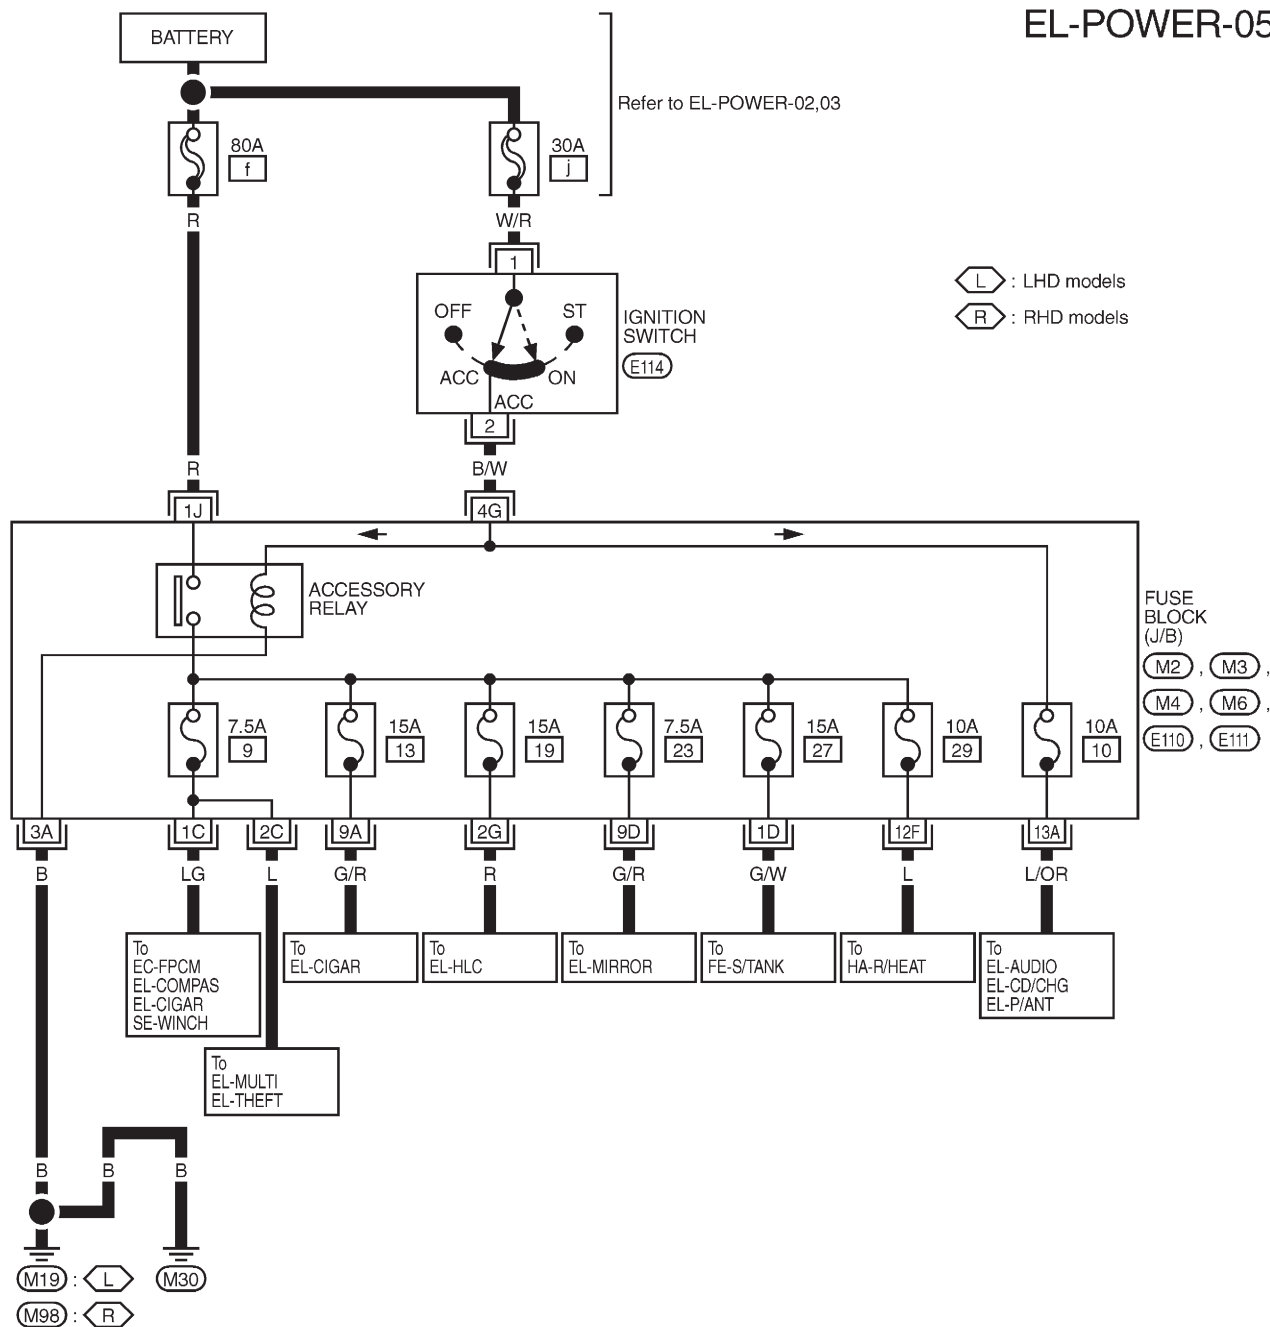 EL-POWER-05
BATTERY
Refer to EL-POWER-02,03
80A
f
30A
j
R
W/R
1
L : LHD models
R : RHD models
OFF
ST
IGNITION
SWITCH
E114
ACC
ON
ACC
2
R
B/W
1J
4G
ACCESSORY
RELAY
FUSE
BLOCK
(J/B)
M2 , M3 ,
M4 , M6 ,
E110 , E111
7.5A
9
15A
13
15A
19
7.5A
23
15A
27
10A
29
10A
10
3A
1C
2C
9A
2G
9D
1D
12F
13A
B
LG
L
G/R
R
G/R
G/W
L
L/OR
To
EC-FPCM
EL-COMPAS
EL-CIGAR
SE-WINCH
To
EL-CIGAR
To
EL-HLC
To
EL-MIRROR
To
FE-S/TANK
To
HA-R/HEAT
To
EL-AUDIO
EL-CD/CHG
EL-P/ANT
To
EL-MULTI
EL-THEFT
B
B
B
M19 : L
M30
M98 : R